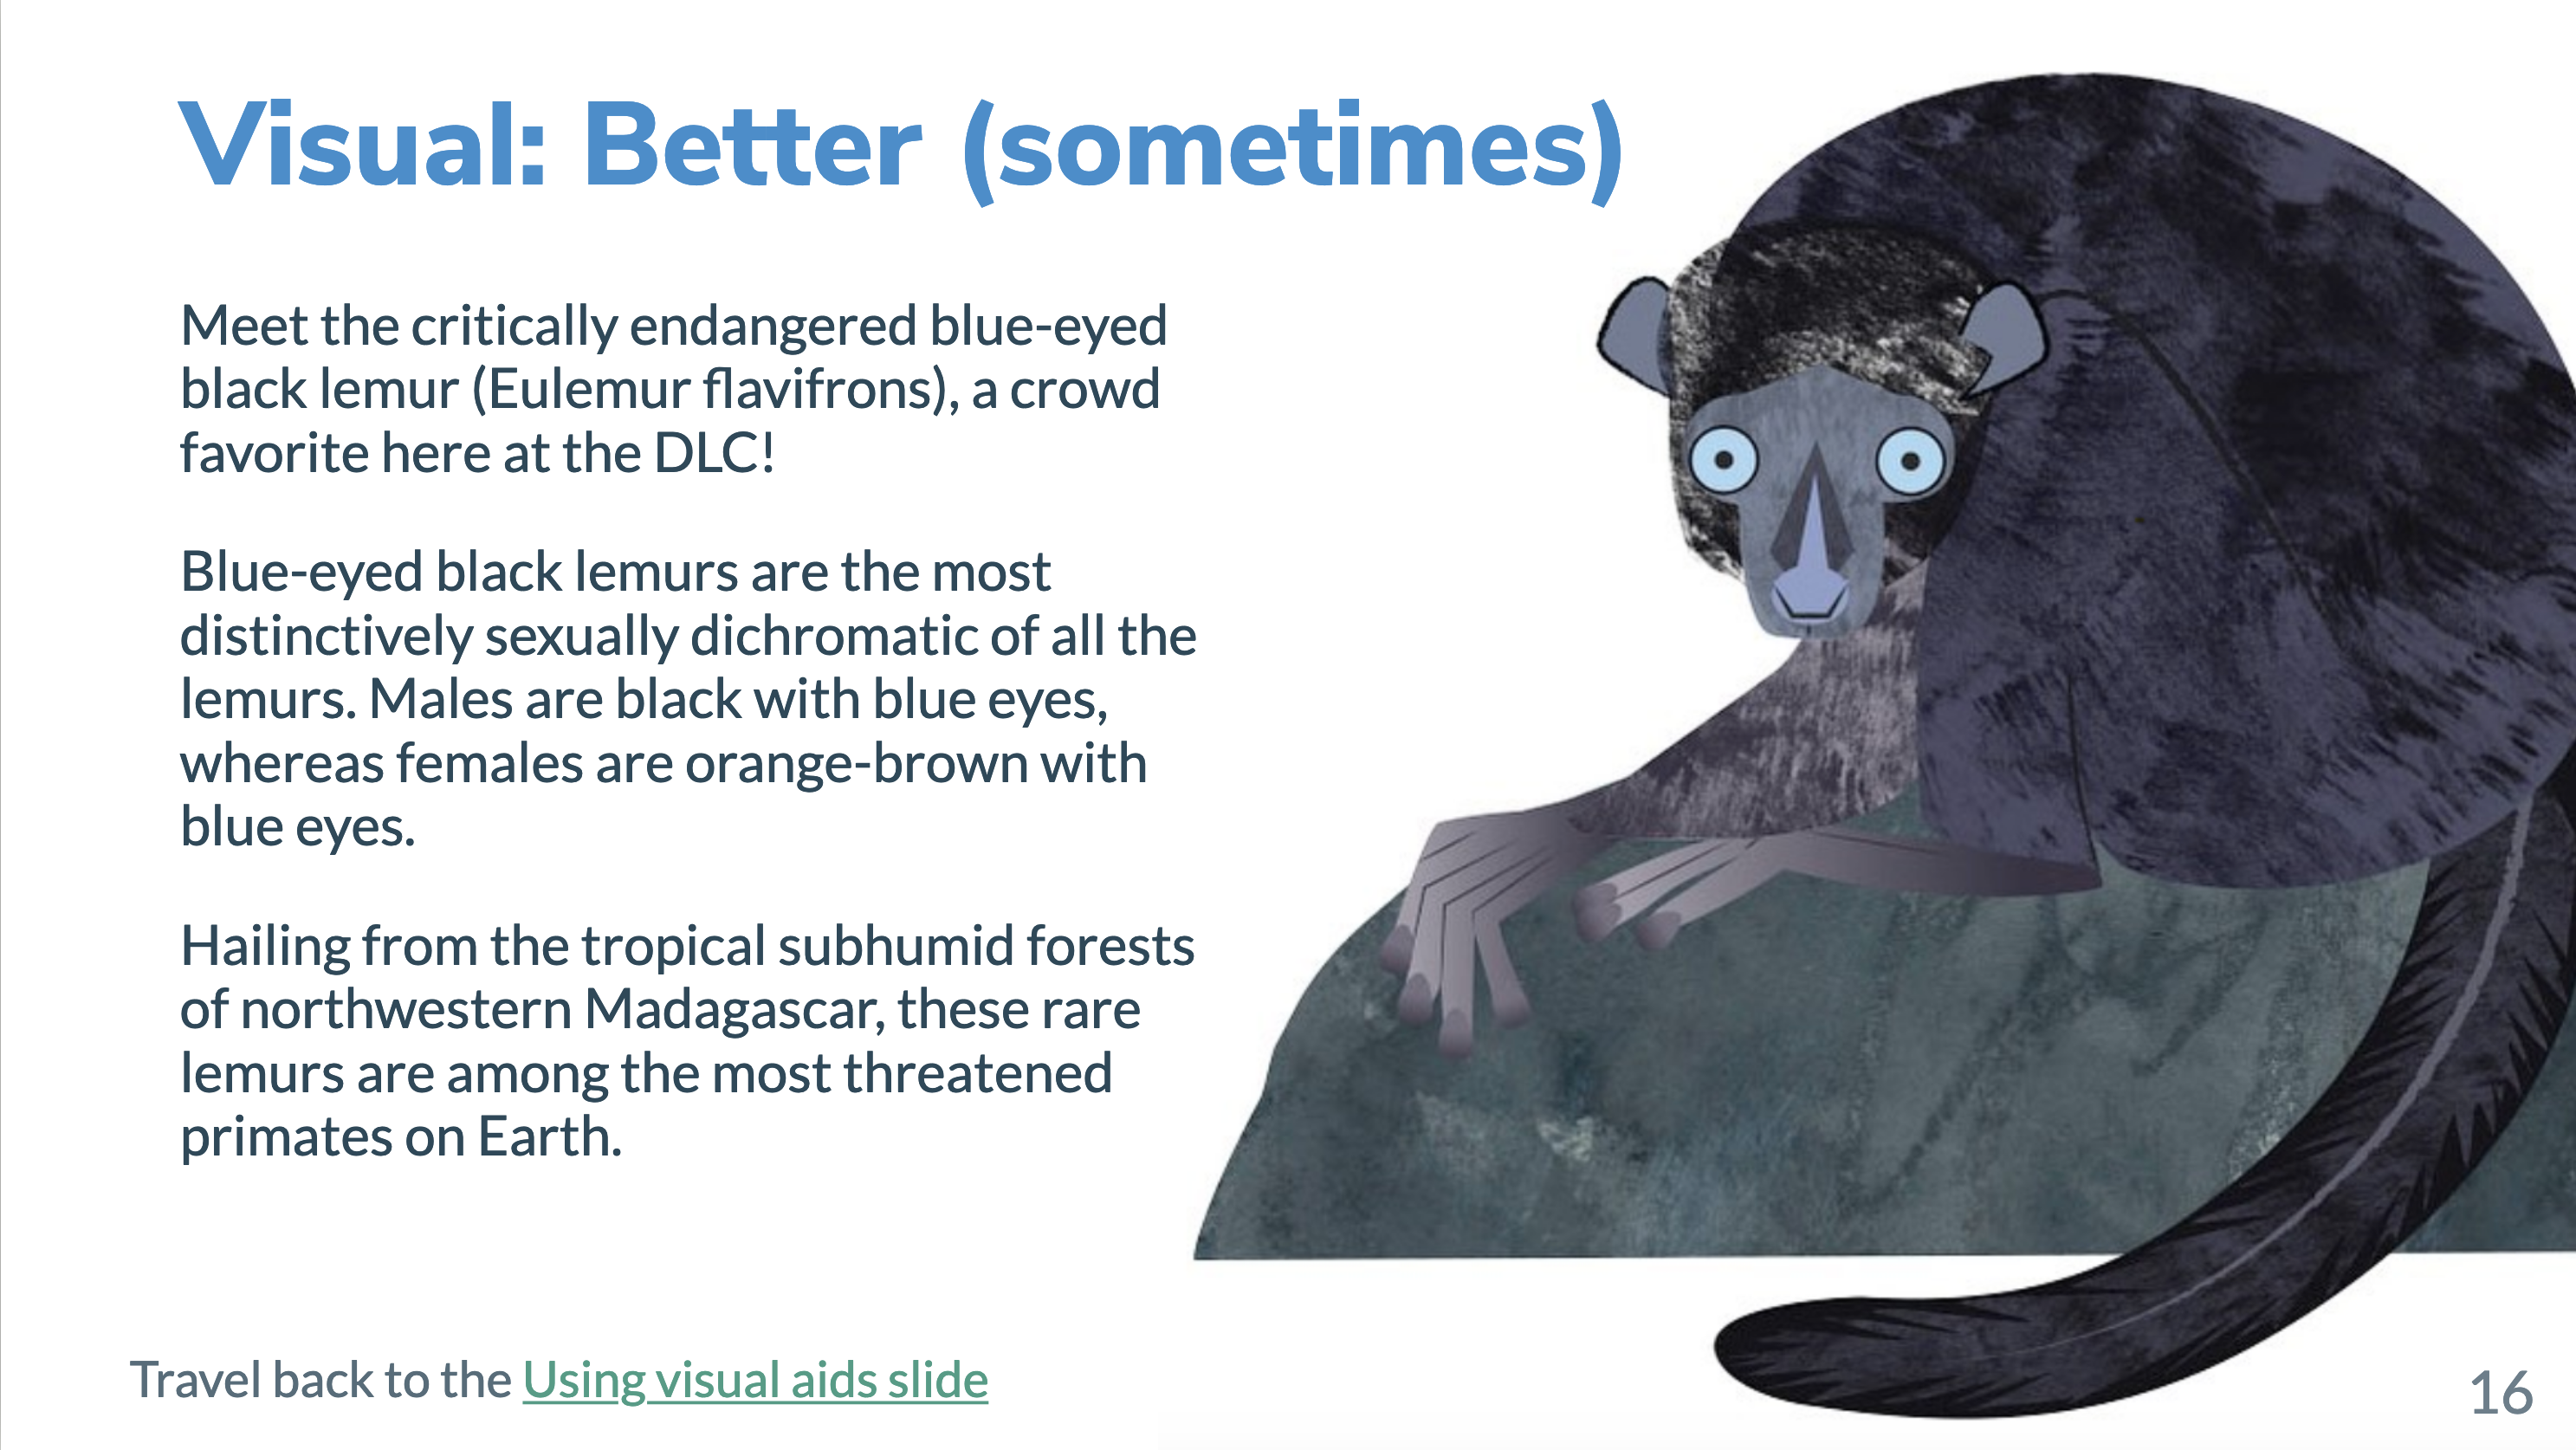 Visual: Better (sometimes)
Meet the critically endangered blue-eyed
black lemur (Eulemur flavifrons), a crowd
favorite here at the DLC!
Blue-eyed black lemurs are the most
distinctively sexually dichromatic of all the
lemurs. Males are black with blue eyes,
whereas females are orange-brown with
blue eyes.
Hailing from the tropical subhumid forests
of northwestern Madagascar, these rare
lemurs are among the most threatened
primates on Earth.
Travel back to the Using visual aids slide
16